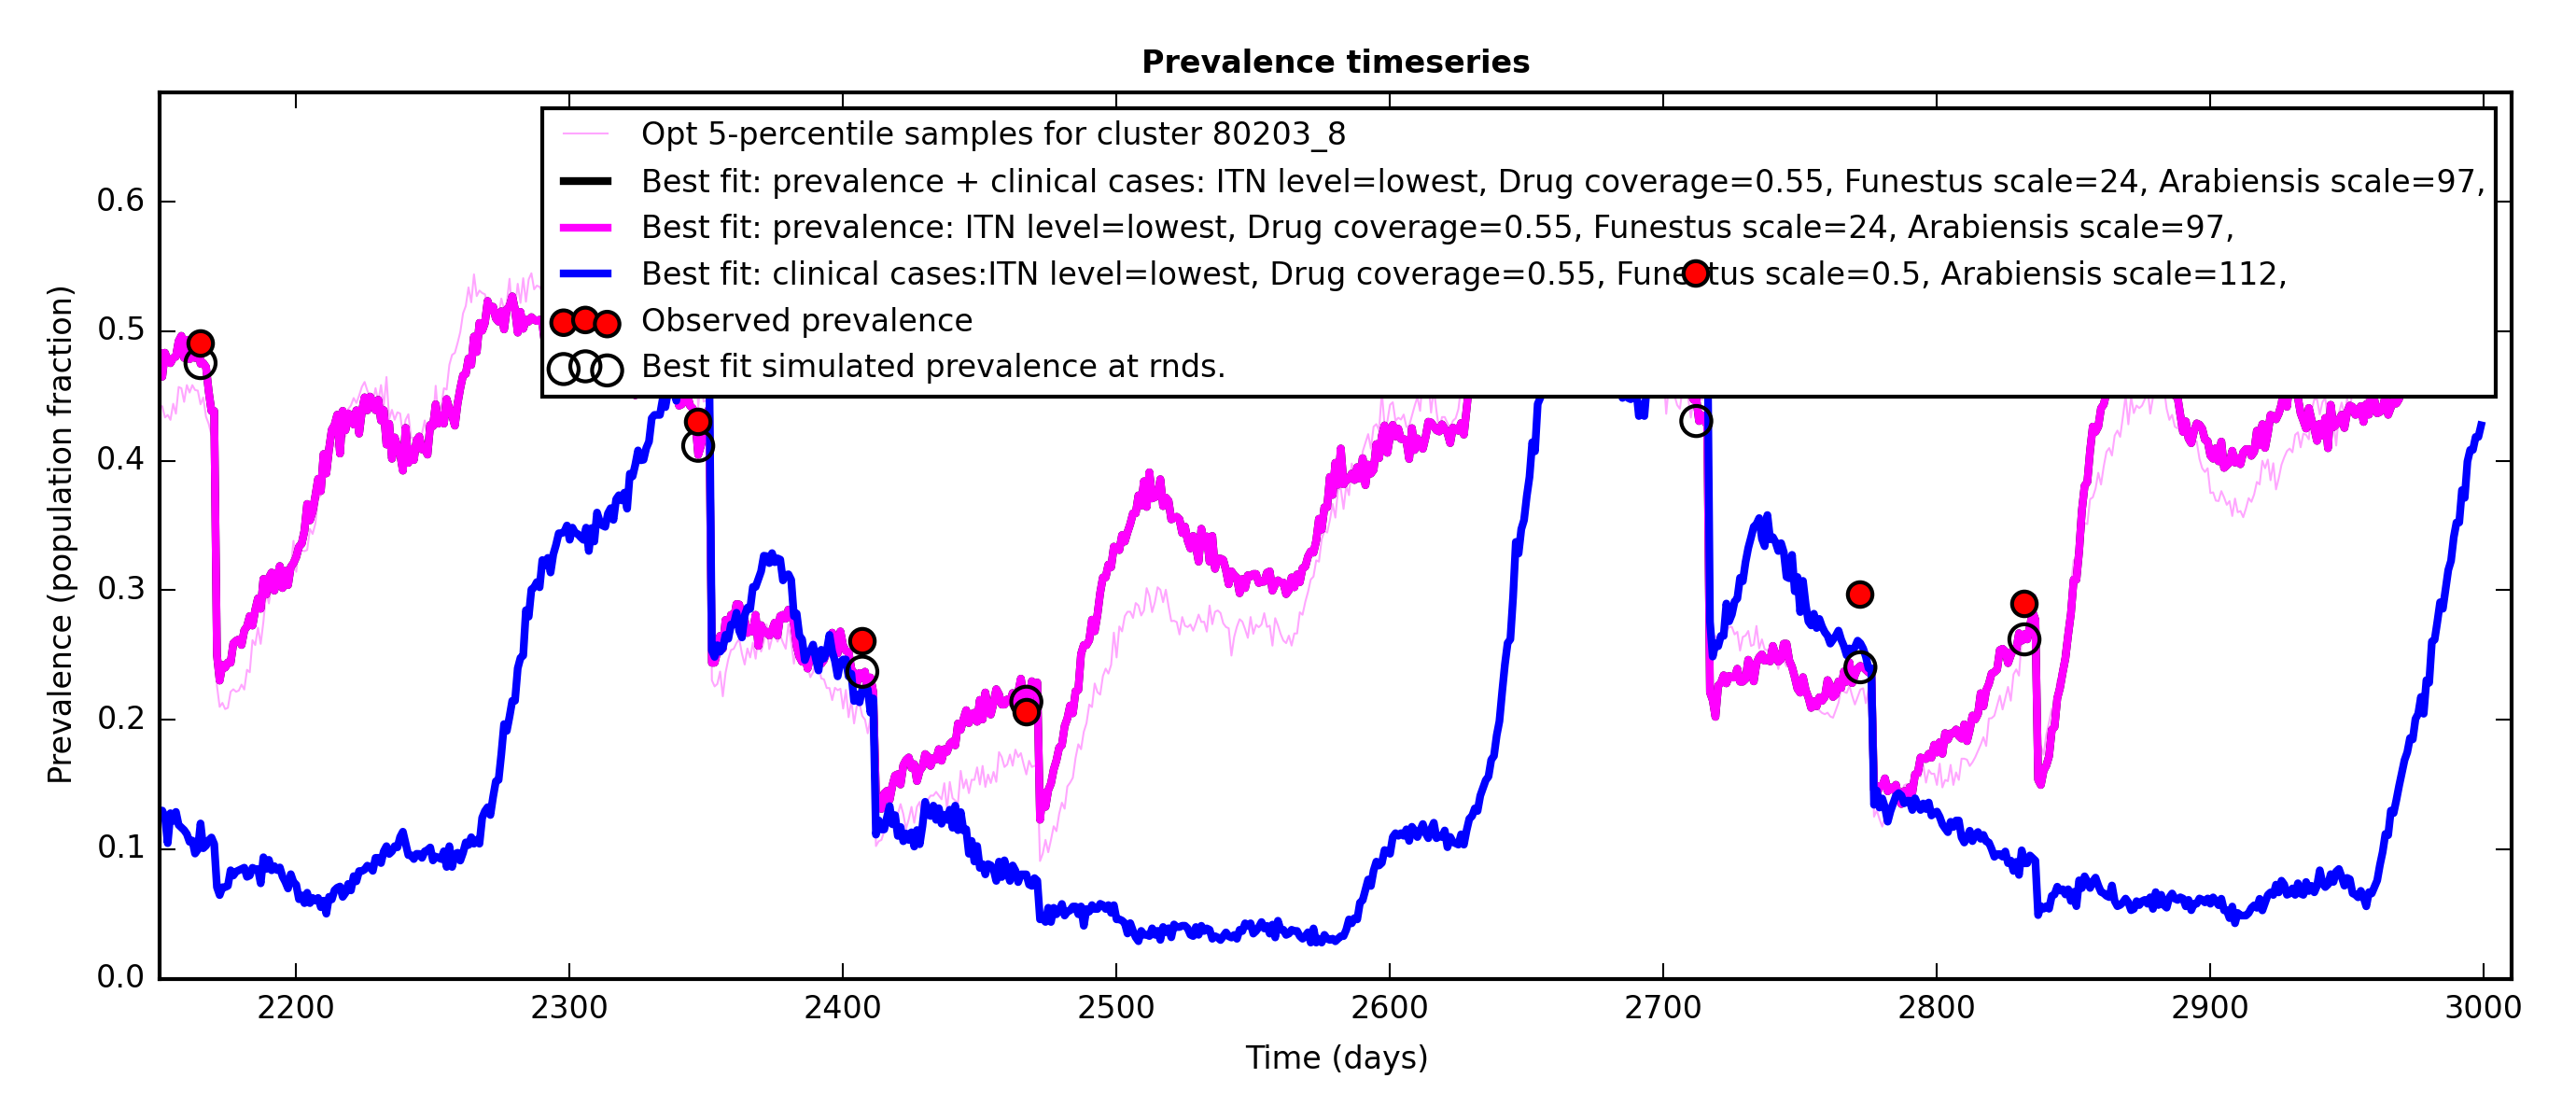 Prevalence timeseries
Opt 5-percentile samples for cluster 80203_8
Best fit: prevalence + clinical cases: ITN level=lowest, Drug coverage=0.55, Funestus scale=24, Arabiensis scale=97,
Best fit: prevalence: ITN level=lowest, Drug coverage=0.55, Funestus scale=24, Arabiensis scale=97,
Best fit: clinical cases:ITN level=lowest, Drug coverage=0.55, Funestus scale=0.5, Arabiensis scale=112,
Observed prevalence
Best fit simulated prevalence at rnds.
Prevalence (population fraction)
0.6
0.5
0.4
0.3
0.2
0.1
0.0
2200 2300 2400 2500 2600 2700 2800 2900 3000
Time (days)